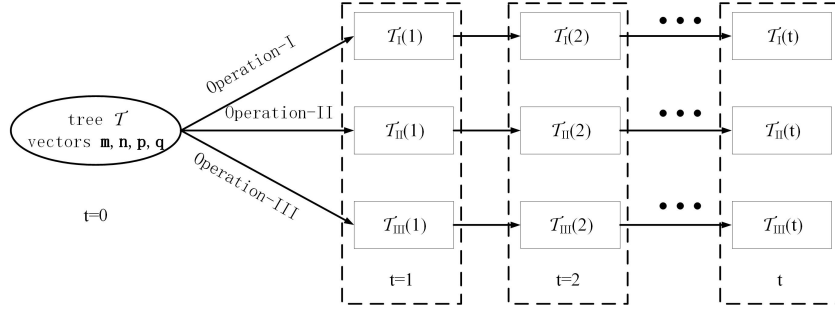 Operation-I
Operation-II
Operation-III
tree 𝒯
vectors m,n,p,q
t=0
𝒯I(1)
𝒯I(2)
•••
𝒯I(t)
𝒯II(1)
𝒯II(2)
•••
𝒯II(t)
𝒯III(1)
𝒯III(2)
•••
𝒯III(t)
t=1
t=2
t